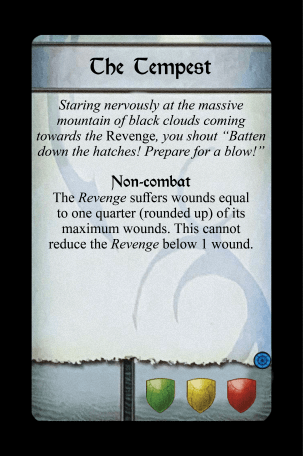 The Tempest
Staring nervously at the massive
mountain of black clouds coming
towards the Revenge, you shout “Batten
down the hatches! Prepare for a blow!”
Non-combat
The Revenge suffers wounds equal
to one quarter (rounded up) of its
maximum wounds. This cannot
reduce the Revenge below 1 wound.